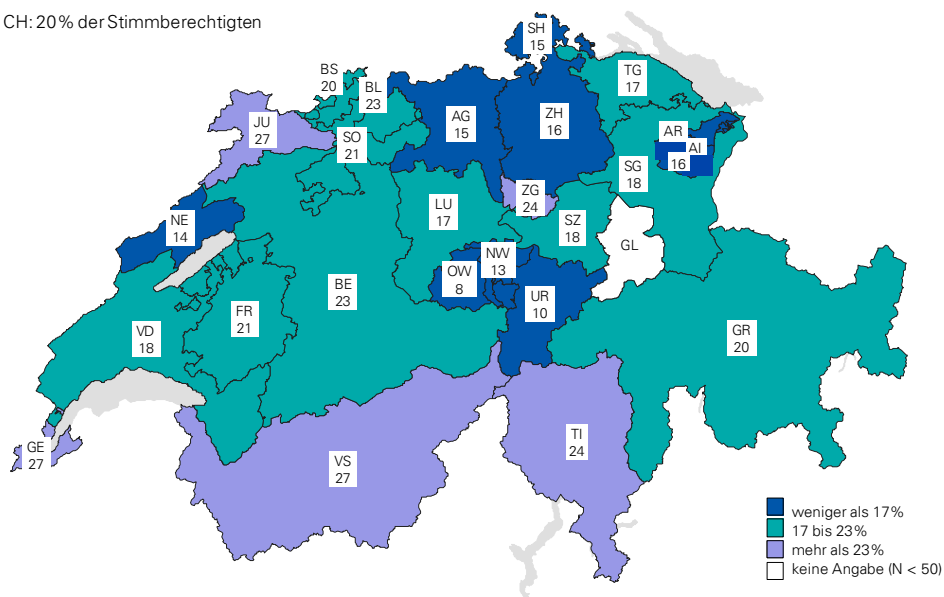 CH: 20% der Stimmberechtigten
SH
15
BS
20
BL
23
TG
17
JU
27
AG
15
ZH
16
SO
21
AR
AI
16
SG
18
ZG
24
LU
17
NE
14
SZ
18
GL
NW
13
OW
8
BE
23
UR
10
FR
21
VD
18
GR
20
GE
27
VS
27
TI
24
weniger als 17%
17 bis 23%
mehr als 23%
keine Angabe (N < 50)